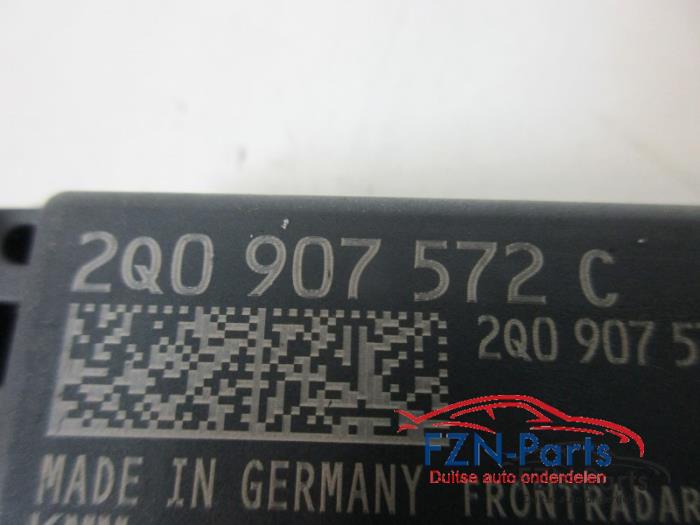 2Q0 907 572 C
2Q0 907 5
FZN-Parts
Duitse auto onderdelen
MADE IN GERMANY FRONTRADAR